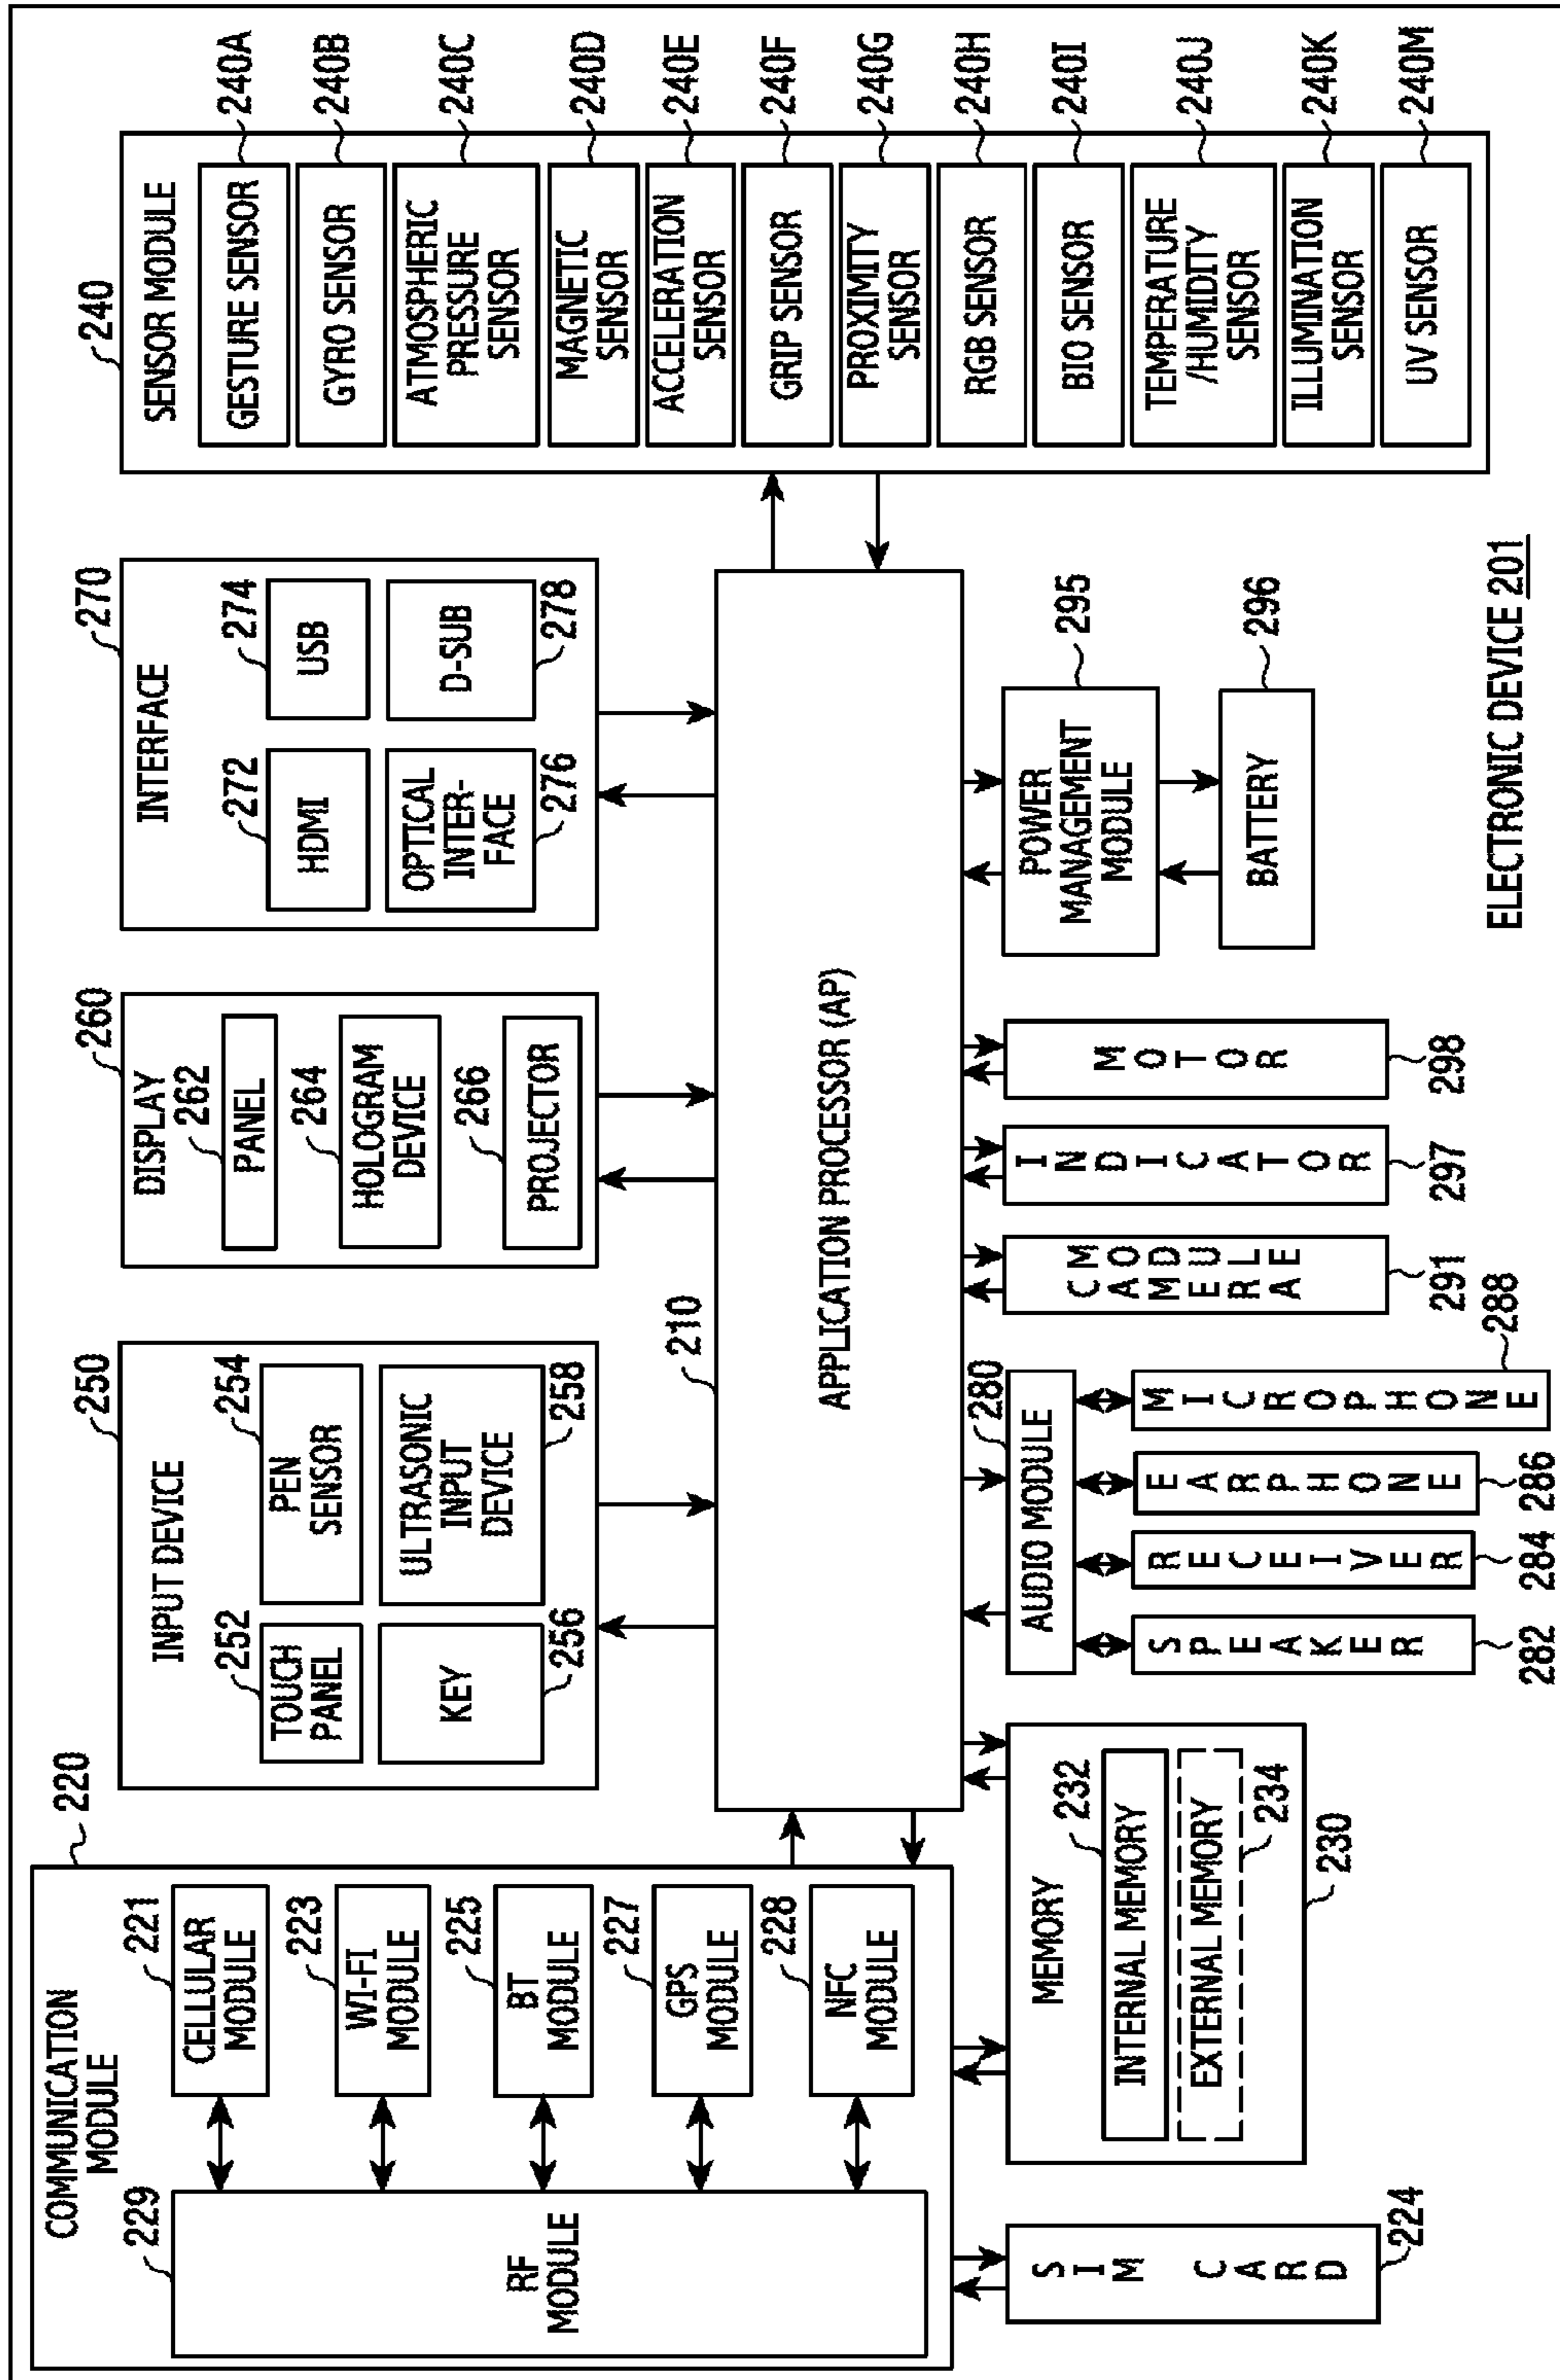 COMMUNICATION
MODULE
220
229
RF
MODULE
221
CELLULAR
MODULE
223
WI-FI
MODULE
225
BT
MODULE
227
GPS
MODULE
228
NFC
MODULE
250
INPUT DEVICE
252
TOUCH
PANEL
254
PEN
SENSOR
KEY
256
ULTRASONIC
INPUT
DEVICE
258
260
DISPLAY
262
PANEL
264
HOLOGRAM
DEVICE
266
PROJECTOR
270
INTERFACE
272
HDMI
274
USB
OPTICAL
INTER-
FACE
276
D-SUB
278
240
SENSOR MODULE
GESTURE SENSOR
240A
GYRO SENSOR
240B
ATMOSPHERIC
PRESSURE
SENSOR
240C
MAGNETIC
SENSOR
240D
ACCELERATION
SENSOR
240E
GRIP SENSOR
240F
PROXIMITY
SENSOR
240G
RGB SENSOR
240H
BIO SENSOR
240I
TEMPERATURE
/HUMIDITY
SENSOR
240J
ILLUMINATION
SENSOR
240K
UV SENSOR
240M
210
APPLICATION PROCESSOR (AP)
SIM CARD
224
MEMORY
232
INTERNAL MEMORY
EXTERNAL MEMORY
234
230
280
AUDIO MODULE
SPEAKER
282
RECEIVER
284
EARPHONE
286
MICROPHONE
288
CAMERA
MODULE
291
INDICATOR
297
MOTOR
298
POWER
MANAGEMENT
MODULE
295
BATTERY
296
ELECTRONIC DEVICE 201